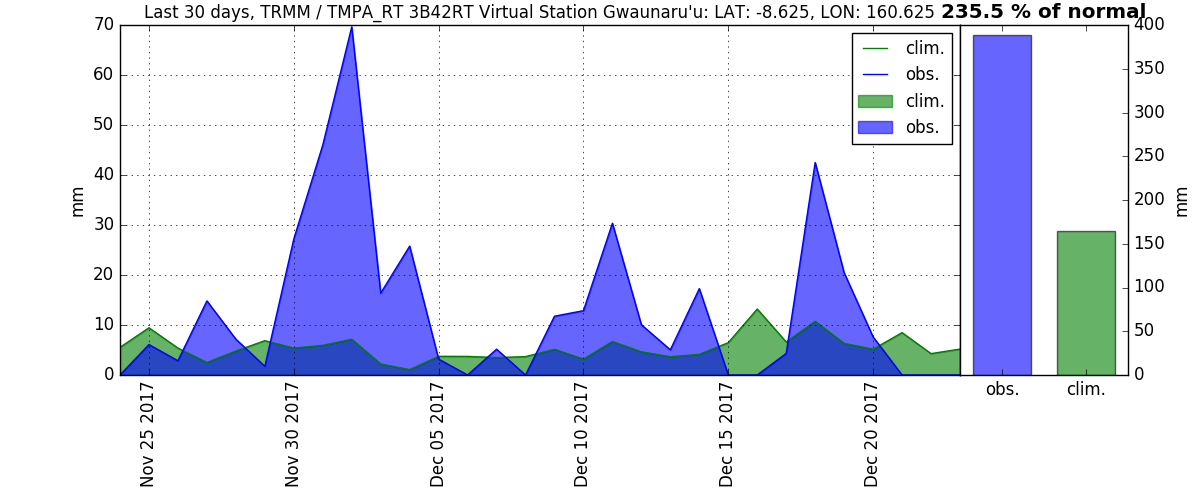 Last 30 days, TRMM / TMPA_RT 3B42RT Virtual Station Gwaunaru'u: LAT: -8.625, LON: 160.625 235.5 % of normal
70
60
50
40
30
20
10
0
mm
clim.
obs.
clim.
obs.
Nov 25 2017
Nov 30 2017
Dec 05 2017
Dec 10 2017
Dec 15 2017
Dec 20 2017
400
350
300
250
200
150
100
50
0
mm
obs.
clim.